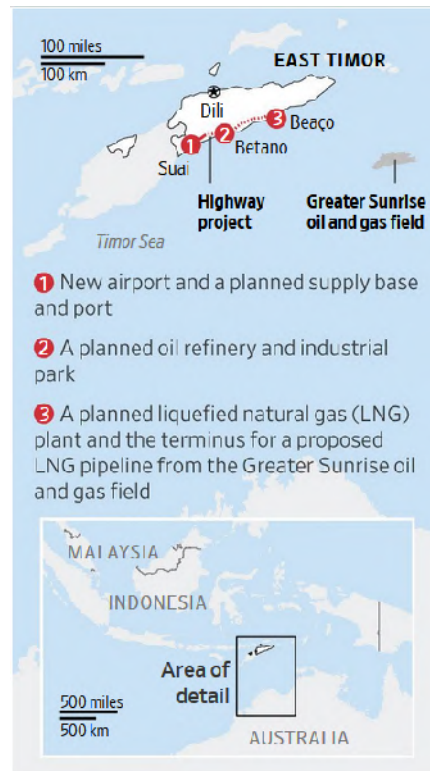 100 miles
100 km
EAST TIMOR
Dili
3 Beaço
1
2
Betano
Suai
Highway
project
Greater Sunrise
oil and gas field
Timor Sea
1 New airport and a planned supply base
and port
2 A planned oil refinery and industrial
park
3 A planned liquefied natural gas (LNG)
plant and the terminus for a proposed
LNG pipeline from the Greater Sunrise oil
and gas field
MALAYSIA
INDONESIA
Area of
detail
500 miles
500 km
AUSTRALIA